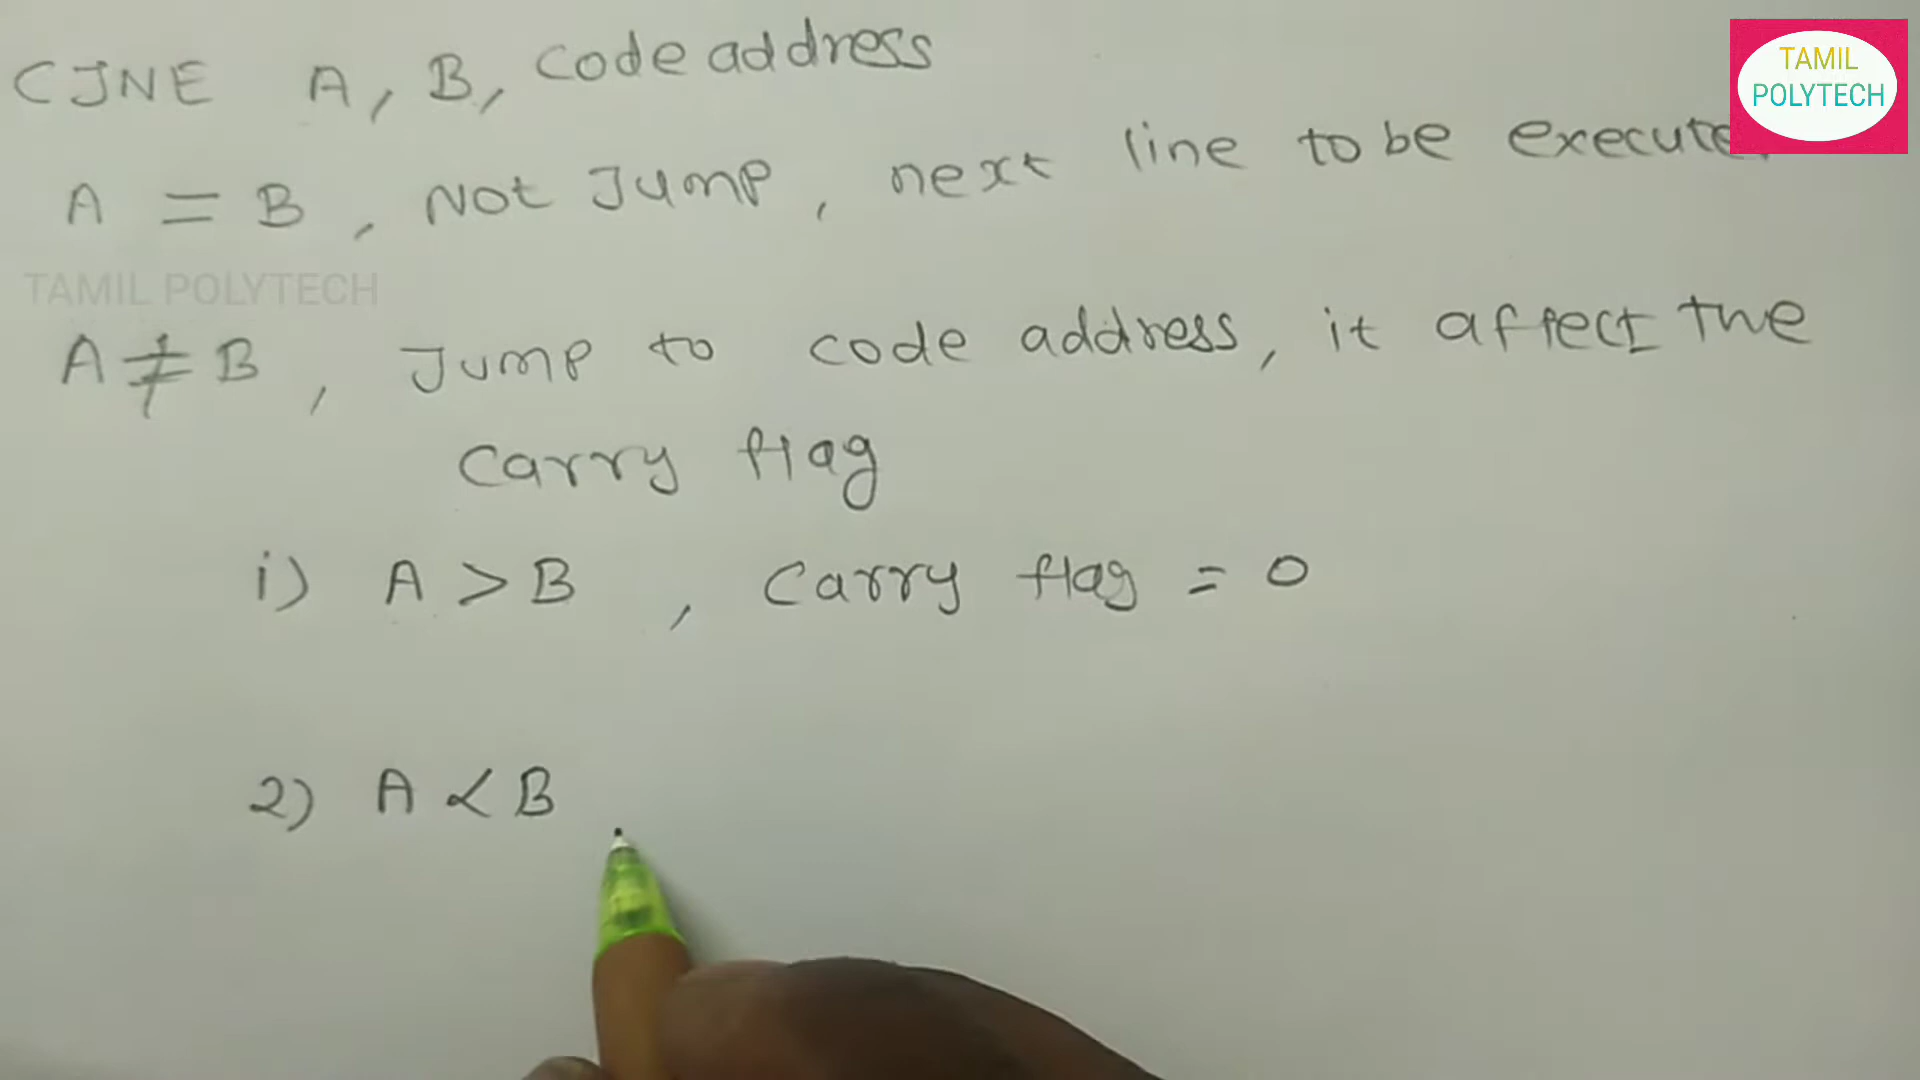 CJNE A, B, code address
A = B, Not Jump, next line to be execute
TAMIL POLYTECH
TAMIL POLYTECH
A ≠ B, Jump to code address, it affect the
carry flag
i) A > B, carry flag = 0
2) A < B